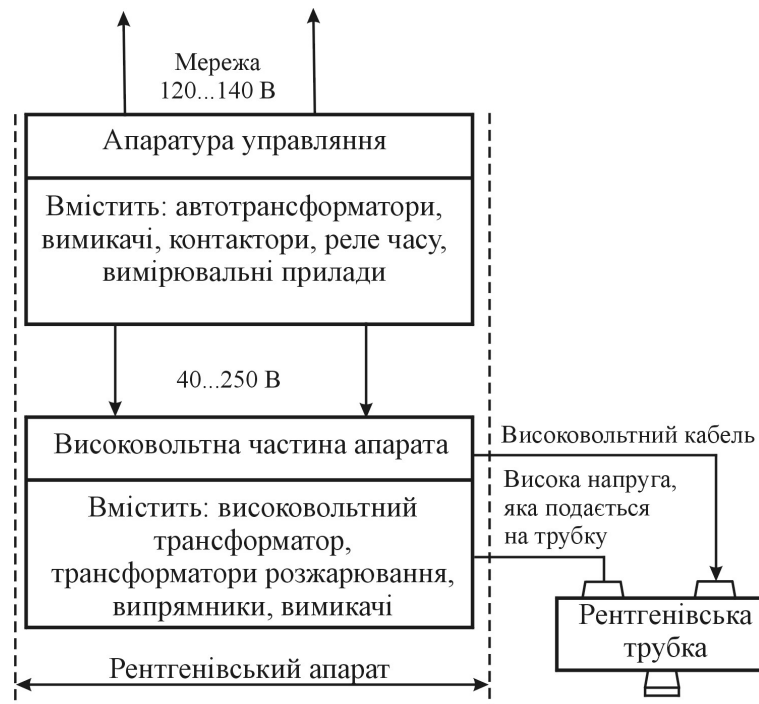 Мережа
120...140 В
Апаратура управляння
Вмістить: автотрансформатори,
вимикачі, контактори, реле часу,
вимірювальні прилади
40...250 В
Високовольтна частина апарата
Вмістить: високовольтний
трансформатор,
трансформатори розжарювання,
випрямники, вимикачі
Високовольтний кабель
Висока напруга,
яка подається
на трубку
Рентгенівська
трубка
Рентгенівський апарат